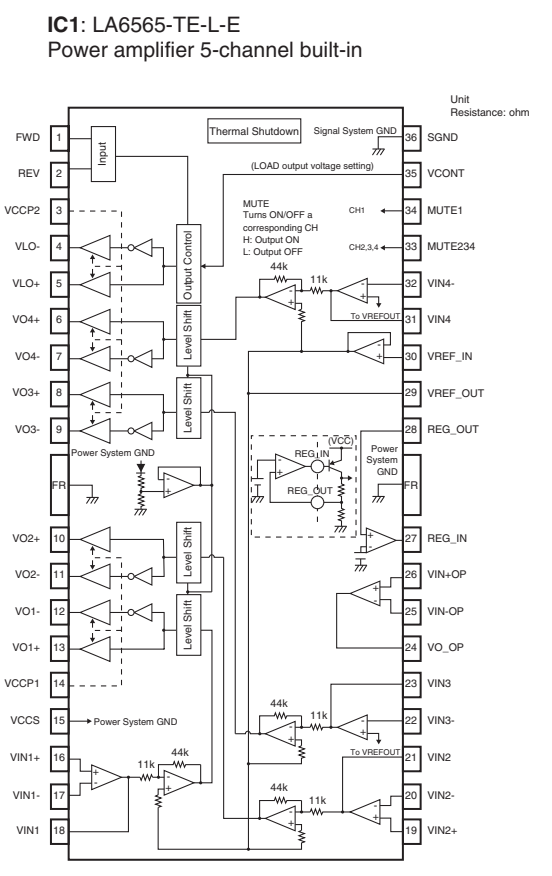 IC1: LA6565-TE-L-E
Power amplifier 5-channel built-in
Unit
Resistance: ohm
FWD 1
REV 2
VCCP2 3
VLO- 4
VLO+ 5
VO4+ 6
VO4- 7
VO3+ 8
VO3- 9
FR
VO2+ 10
VO2- 11
VO1- 12
VO1+ 13
VCCP1 14
VCCS 15
VIN1+ 16
VIN1- 17
VIN1 18
Input
Thermal Shutdown
Signal System GND
(LOAD output voltage setting)
MUTE
Turns ON/OFF a
corresponding CH
H: Output ON
L: Output OFF
CH1
CH2,3,4
Output Control
Level Shift
Level Shift
44k
11k
+
-
-
+
To VREFOUT
-
+
Power System GND
(VCC)
REG_IN
REG_OUT
Power
System
GND
-
+
-
+
+
-
+
-
Level Shift
Level Shift
44k
11k
-
+
-
+
To VREFOUT
Power System GND
11k
44k
+
-
-
+
44k
11k
-
+
-
+
36 SGND
35 VCONT
34 MUTE1
33 MUTE234
32 VIN4-
31 VIN4
30 VREF_IN
29 VREF_OUT
28 REG_OUT
FR
27 REG_IN
26 VIN+OP
25 VIN-OP
24 VO_OP
23 VIN3
22 VIN3-
21 VIN2
20 VIN2-
19 VIN2+